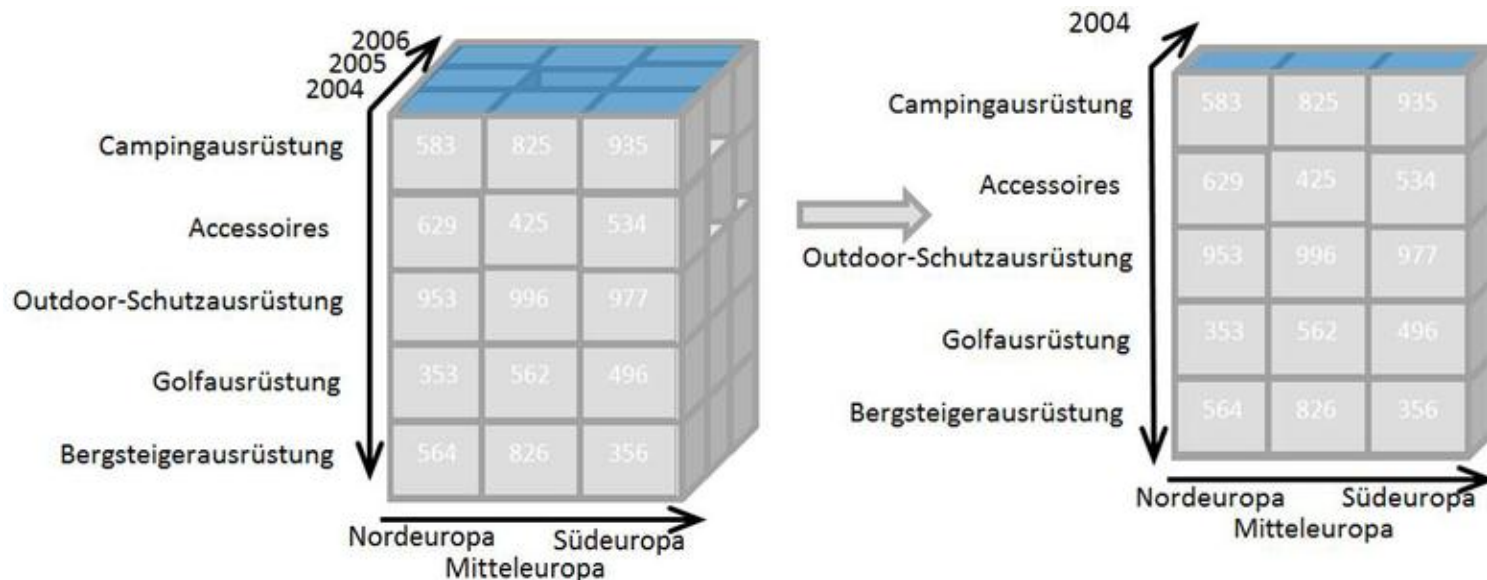 2006
2005
2004
Campingausrüstung 583 825 935
Accessoires 629 425 534
Outdoor-Schutzausrüstung 953 996 977
Golfausrüstung 353 562 496
Bergsteigerausrüstung 564 826 356
Nordeuropa Südeuropa
Mitteleuropa
2004
Campingausrüstung 583 825 935
Accessoires 629 425 534
Outdoor-Schutzausrüstung 953 996 977
Golfausrüstung 353 562 496
Bergsteigerausrüstung 564 826 356
Nordeuropa Südeuropa
Mitteleuropa